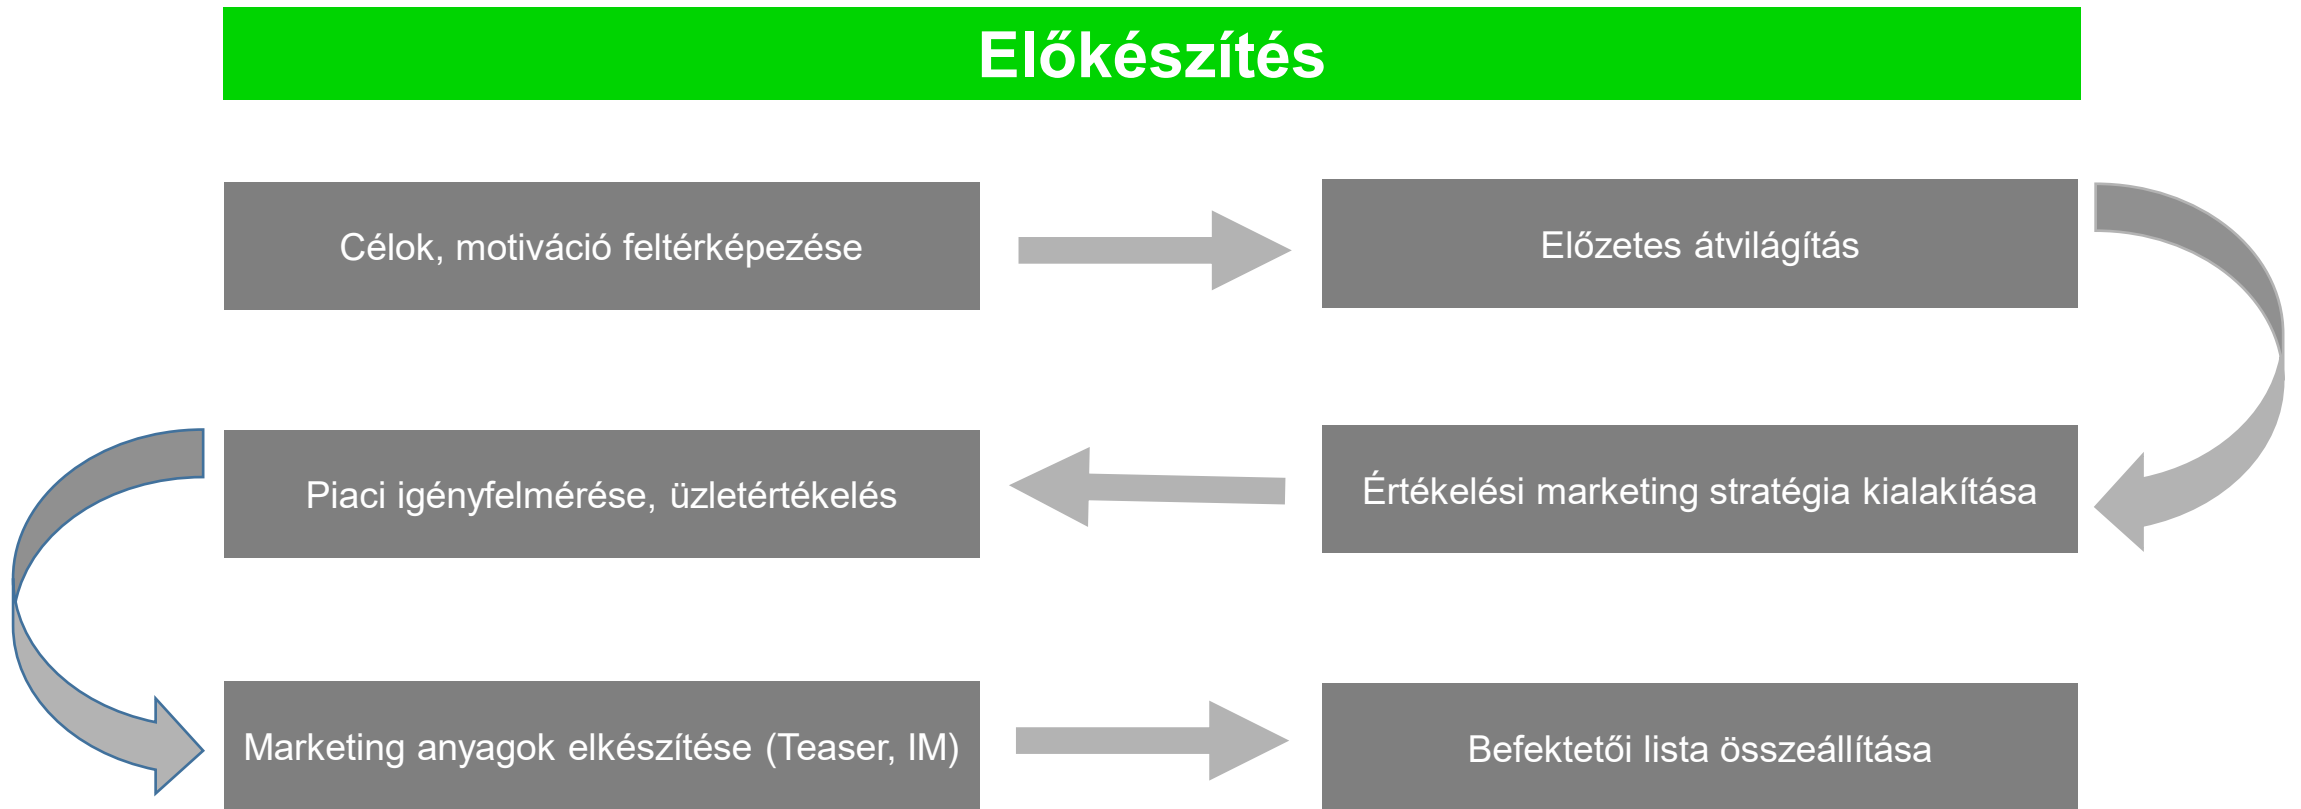 Előkészítés
Célok, motiváció feltérképezése
Előzetes átvilágítás
Értékelési marketing stratégia kialakítása
Piaci igényfelmérése, üzletértékelés
Marketing anyagok elkészítése (Teaser, IM)
Befektetői lista összeállítása